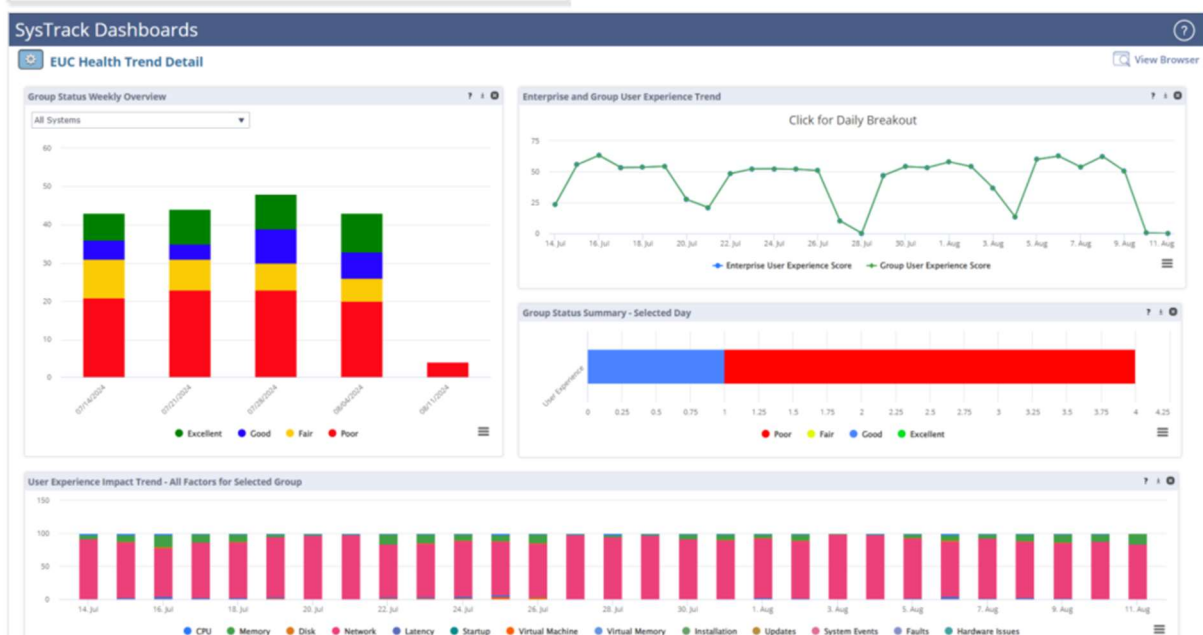 SysTrack Dashboards
?
EUC Health Trend Detail
View Browser
Group Status Weekly Overview
All Systems
60
50
40
30
20
10
0
07/14/2024
07/21/2024
07/28/2024
08/04/2024
08/11/2024
Excellent Good Fair Poor
Enterprise and Group User Experience Trend
Click for Daily Breakout
75
50
25
0
14. Jul 16. Jul 18. Jul 20. Jul 22. Jul 24. Jul 26. Jul 28. Jul 30. Jul 1. Aug 3. Aug 5. Aug 7. Aug 9. Aug 11. Aug
Enterprise User Experience Score Group User Experience Score
Group Status Summary - Selected Day
User Experience
0 0.25 0.5 0.75 1 1.25 1.5 1.75 2 2.25 2.5 2.75 3 3.25 3.5 3.75 4 4.25
Poor Fair Good Excellent
User Experience Impact Trend - All Factors for Selected Group
150
100
50
0
14. Jul 16. Jul 18. Jul 20. Jul 22. Jul 24. Jul 26. Jul 28. Jul 30. Jul 1. Aug 3. Aug 5. Aug 7. Aug 9. Aug 11. Aug
CPU Memory Disk Network Latency Startup Virtual Machine Virtual Memory Installation Updates System Events Faults Hardware Issues